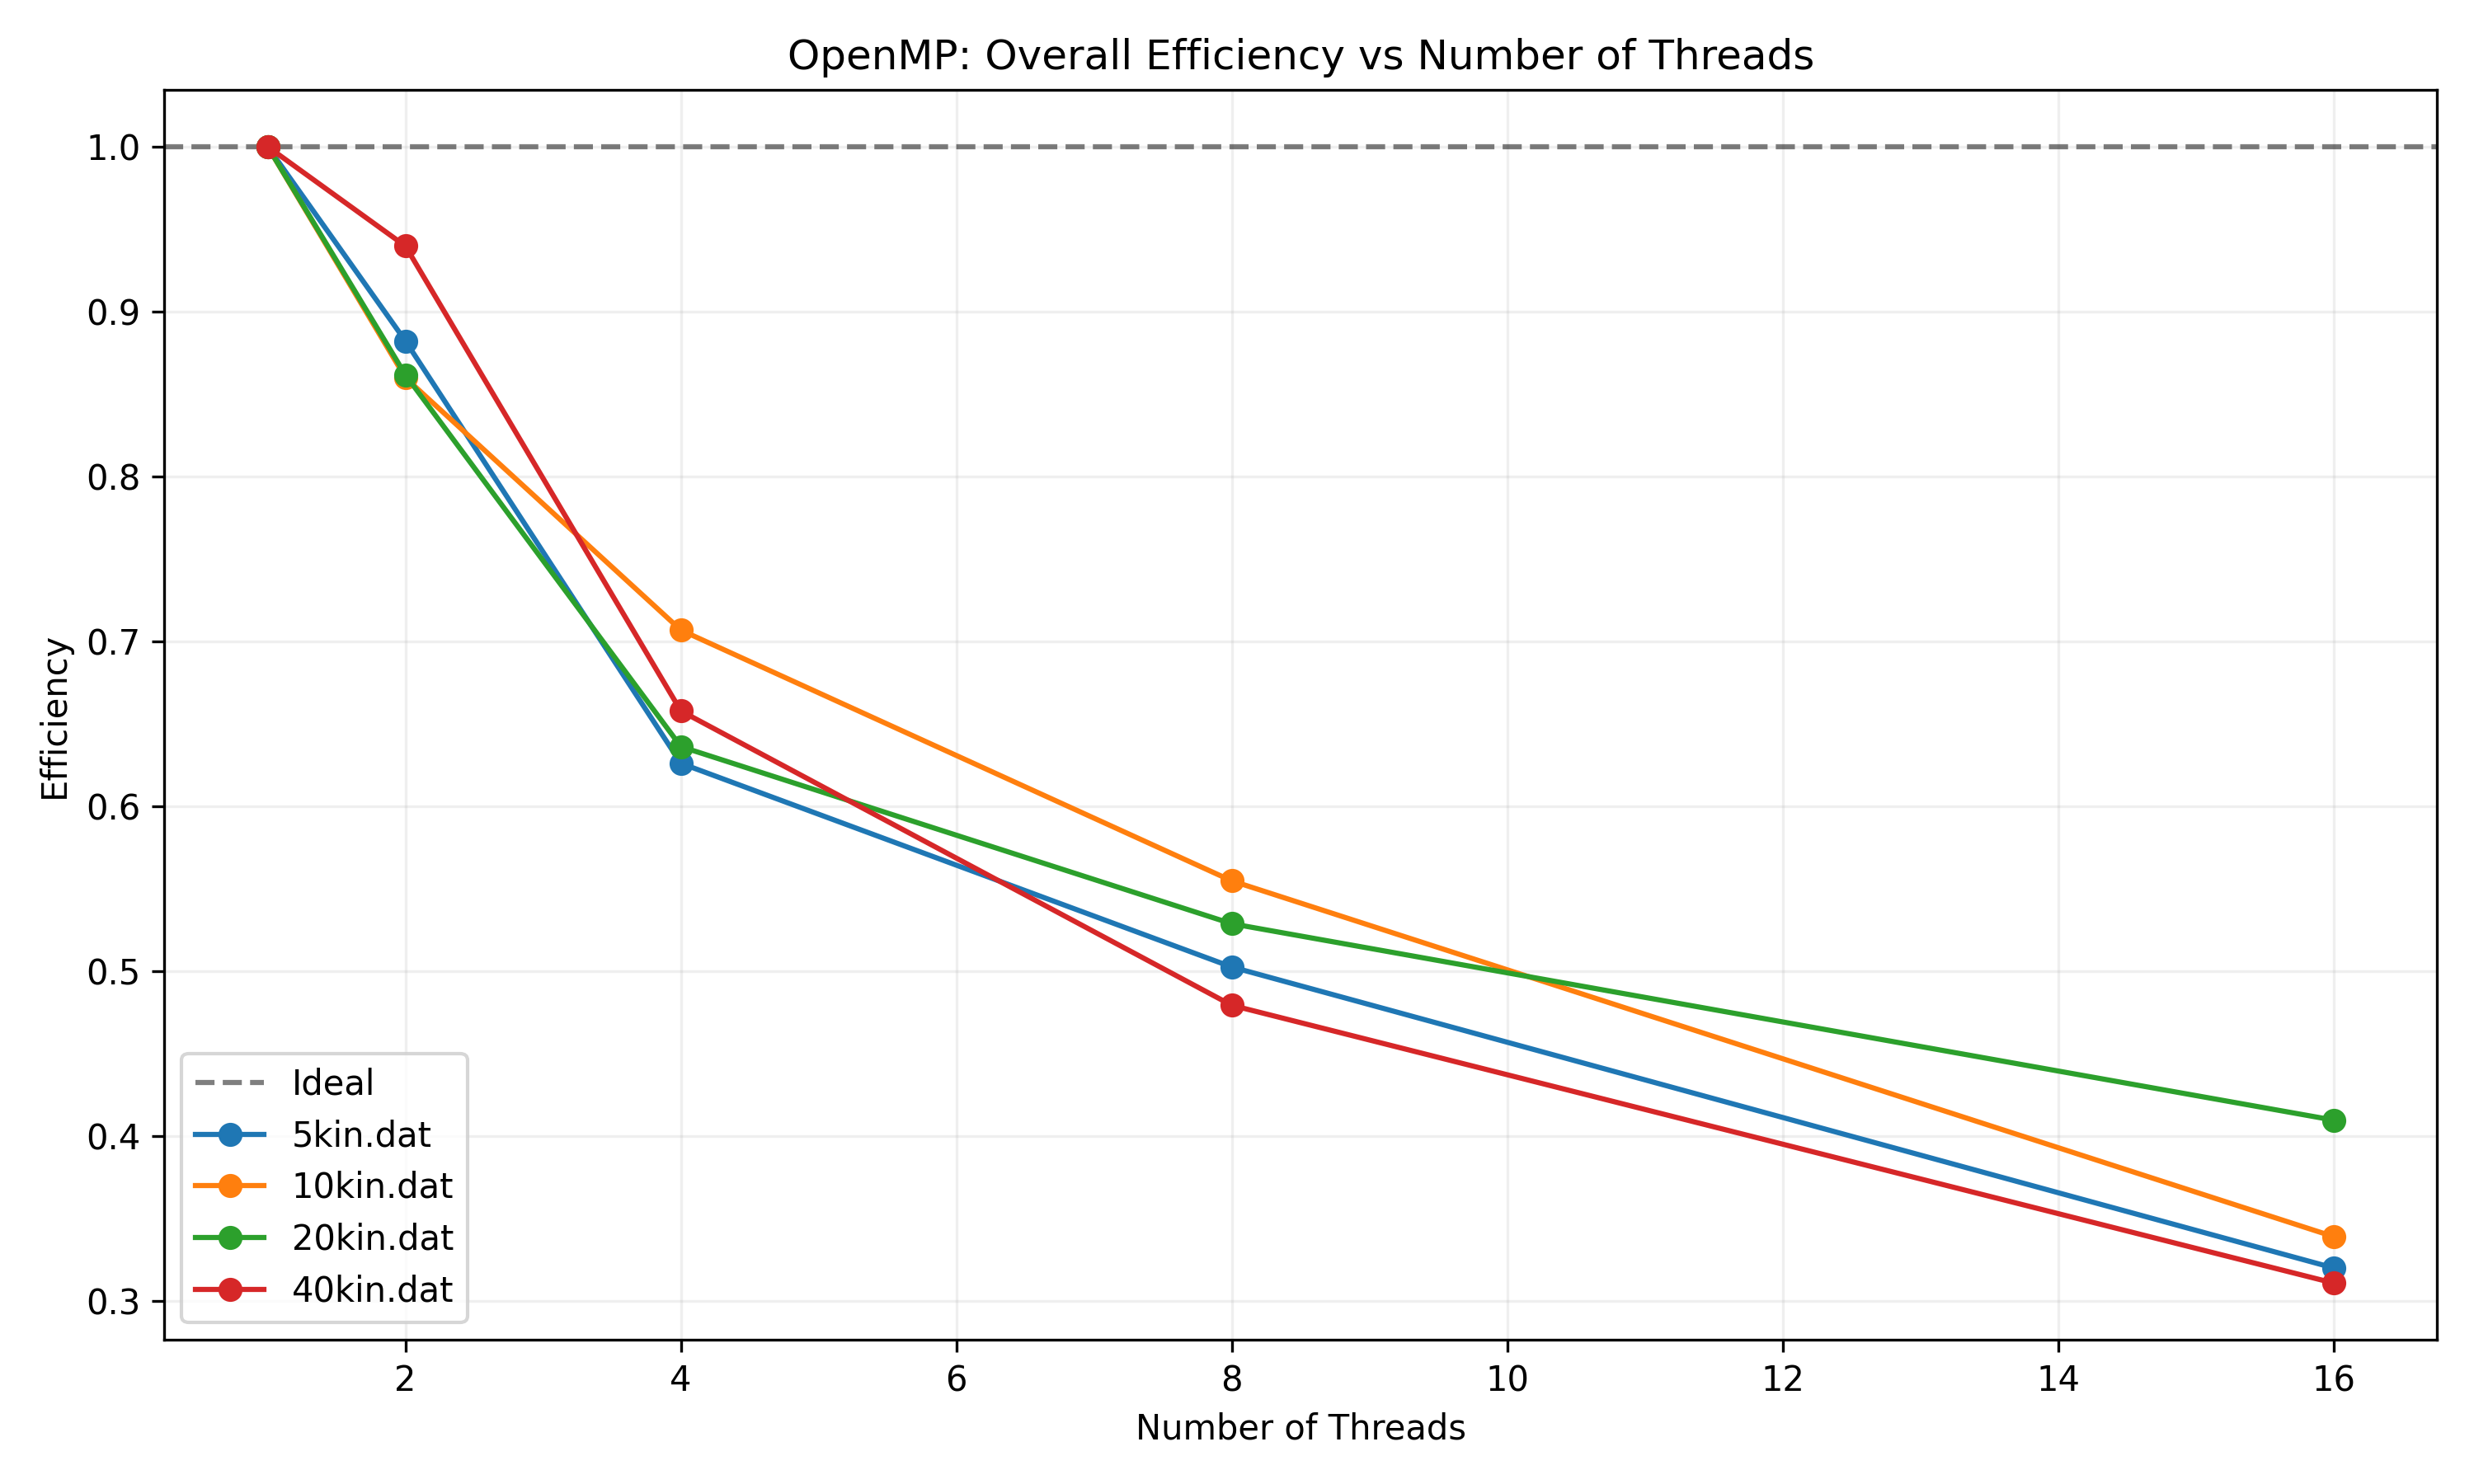 OpenMP: Overall Efficiency vs Number of Threads
1.0
0.9
0.8
0.7
0.6
0.5
0.4
0.3
Efficiency
Ideal
5kin.dat
10kin.dat
20kin.dat
40kin.dat
2 4 6 8 10 12 14 16
Number of Threads